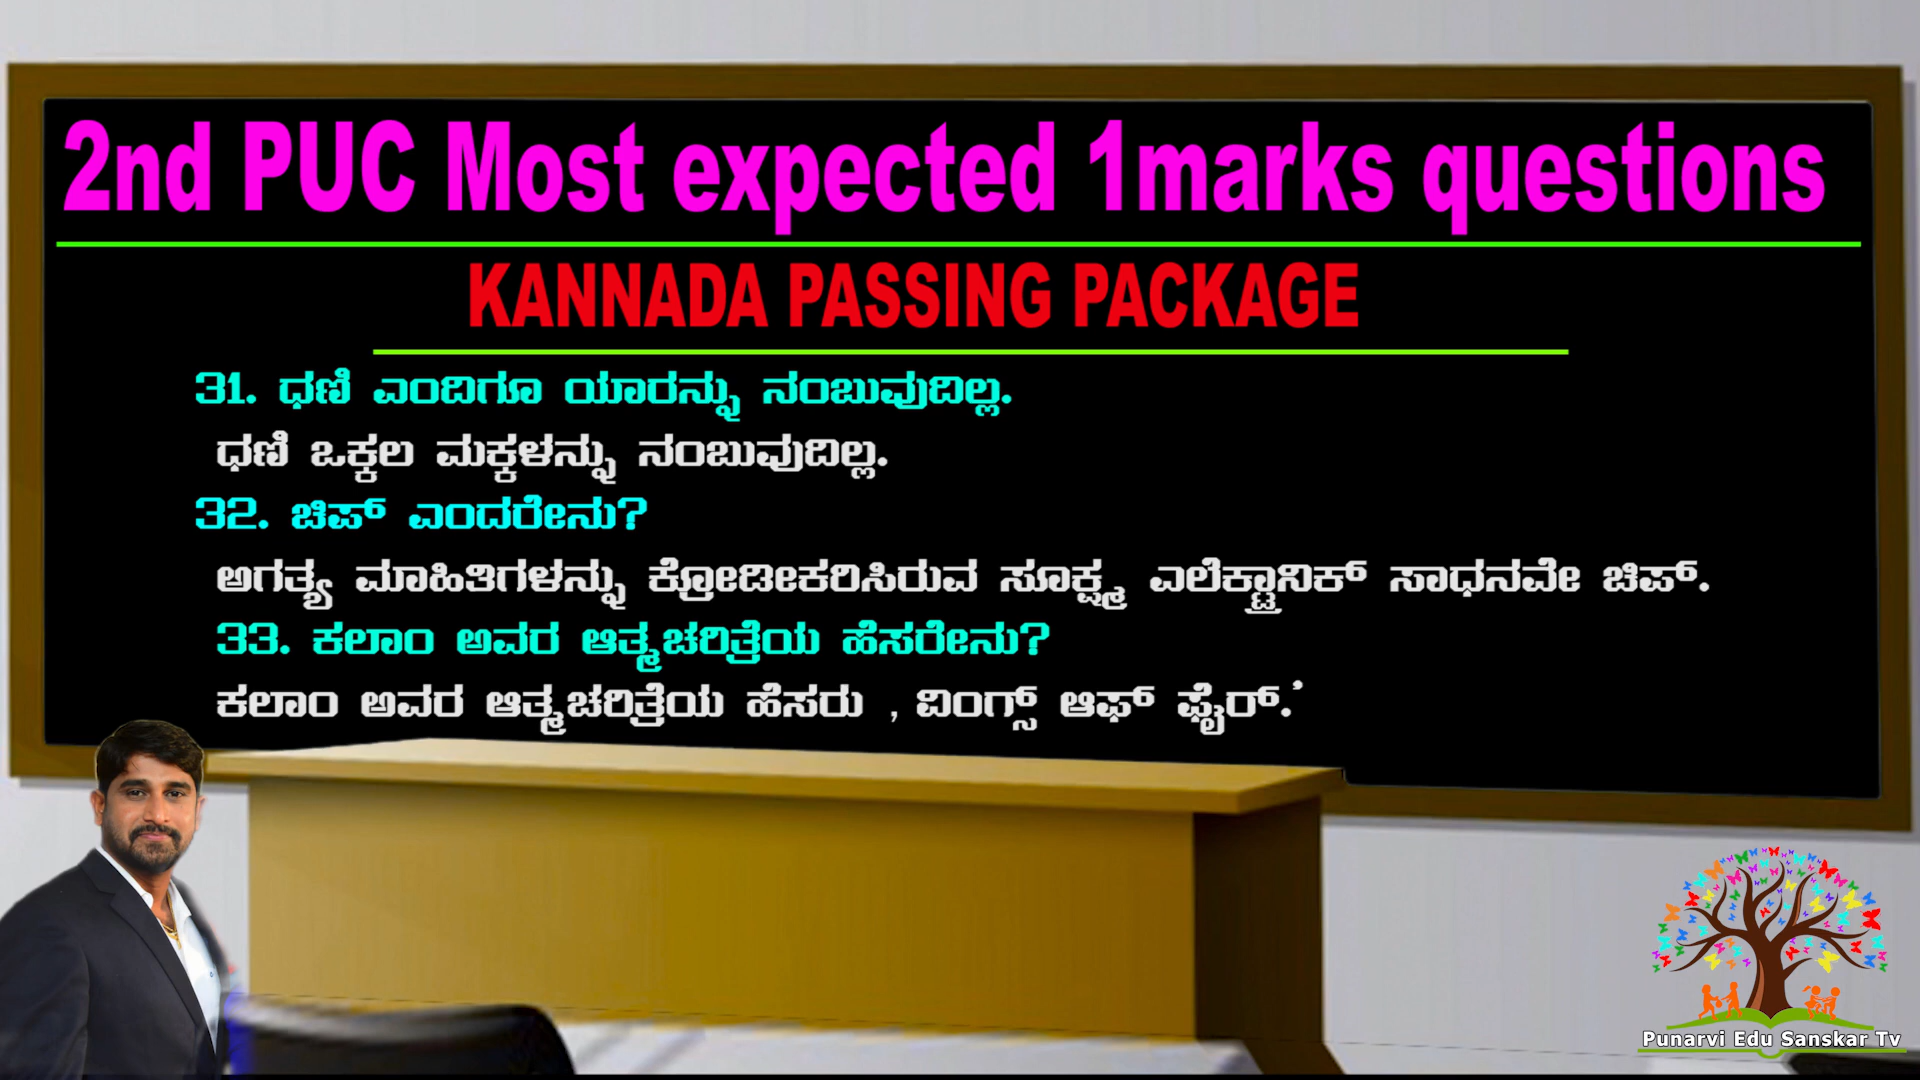 2nd PUC Most expected 1marks questions
KANNADA PASSING PACKAGE
31. ಧಣಿ ಎಂದಿಗೂ ಯಾರನ್ನು ನಂಬುವುದಿಲ್ಲ.
ಧಣಿ ಒಕ್ಕಲ ಮಕ್ಕಳನ್ನು ನಂಬುವುದಿಲ್ಲ.
32. ಚಿಪ್ ಎಂದರೇನು?
ಅಗತ್ಯ ಮಾಹಿತಿಗಳನ್ನು ಕ್ರೋಡೀಕರಿಸಿರುವ ಸೂಕ್ಷ್ಮ ಎಲೆಕ್ಟ್ರಾನಿಕ್ ಸಾಧನವೇ ಚಿಪ್.
33. ಕಲಾಂ ಅವರ ಆತ್ಮಚರಿತ್ರೆಯ ಹೆಸರೇನು?
ಕಲಾಂ ಅವರ ಆತ್ಮಚರಿತ್ರೆಯ ಹೆಸರು , ವಿಂಗ್ಸ್ ಆಫ್ ಫೈರ್.'
Punarvi Edu Sanskar Tv